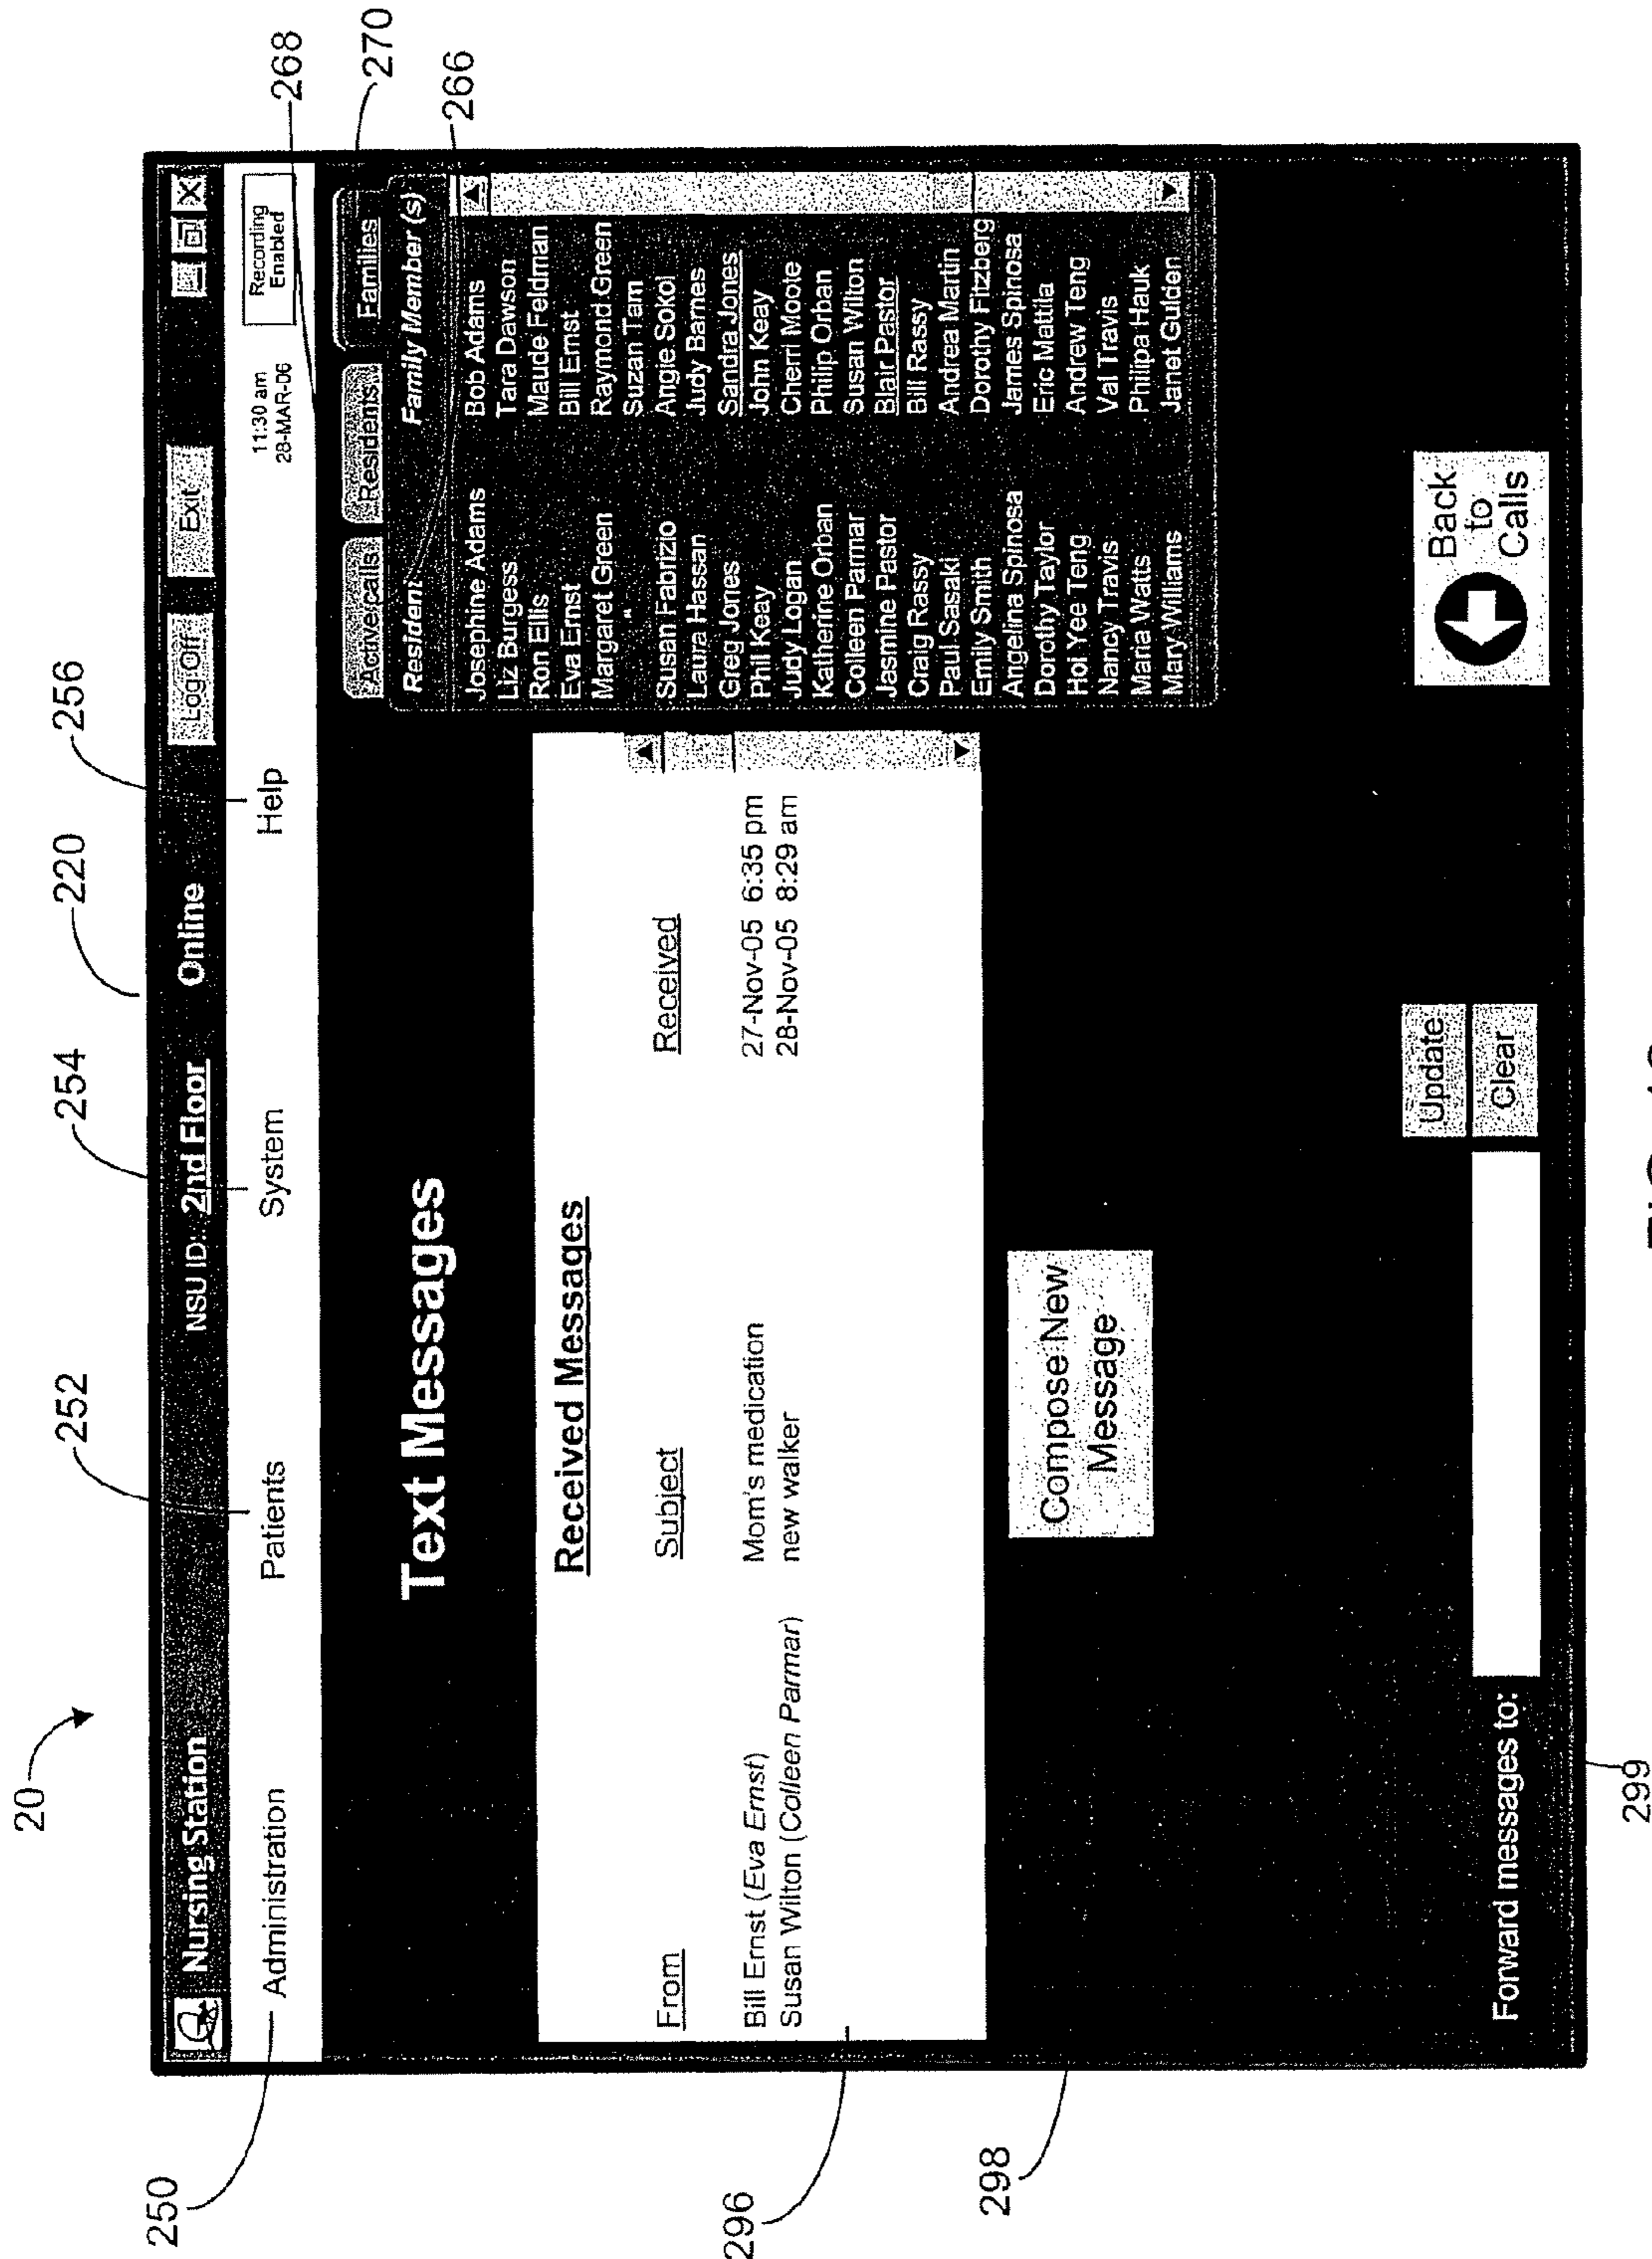 20
252
254
220
256
Nursing Station NSU ID: 2nd Floor Online Log Off Exit
250
Administration Patients System Help
11:30 am
28-MAR-06
Recording
Enabled
268
270
266
Active calls Residents Families
Text Messages
Resident Family Member (s)
Josephine Adams Bob Adams
Liz Burgess Tara Dawson
Ron Ellis Maude Feldman
Eva Ernst Bill Ernst
Margaret Green Raymond Green
" Suzan Tam
Susan Fabrizio Angie Sokol
Laura Hassan Judy Barnes
Greg Jones Sandra Jones
Phil Keay John Keay
Judy Logan Cherri Moote
Katherine Orban Philip Orban
Colleen Parmar Susan Wilton
Jasmine Pastor Blair Pastor
Craig Rassy Bill Rassy
Paul Sasaki Andrea Martin
Emily Smith Dorothy Fitzberg
Angelina Spinosa James Spinosa
Dorothy Taylor Eric Mattila
Hoi Yee Teng Andrew Teng
Nancy Travis Val Travis
Maria Watts Philipa Hauk
Mary Williams Janet Gulden
Received Messages
From Subject Received
Bill Ernst (Eva Ernst) Mom's medication 27-Nov-05 6:35 pm
Susan Wilton (Colleen Parmar) new walker 28-Nov-05 8:29 am
296
298
Compose New
Message
Forward messages to:
Update
Clear
Back
to
Calls
299